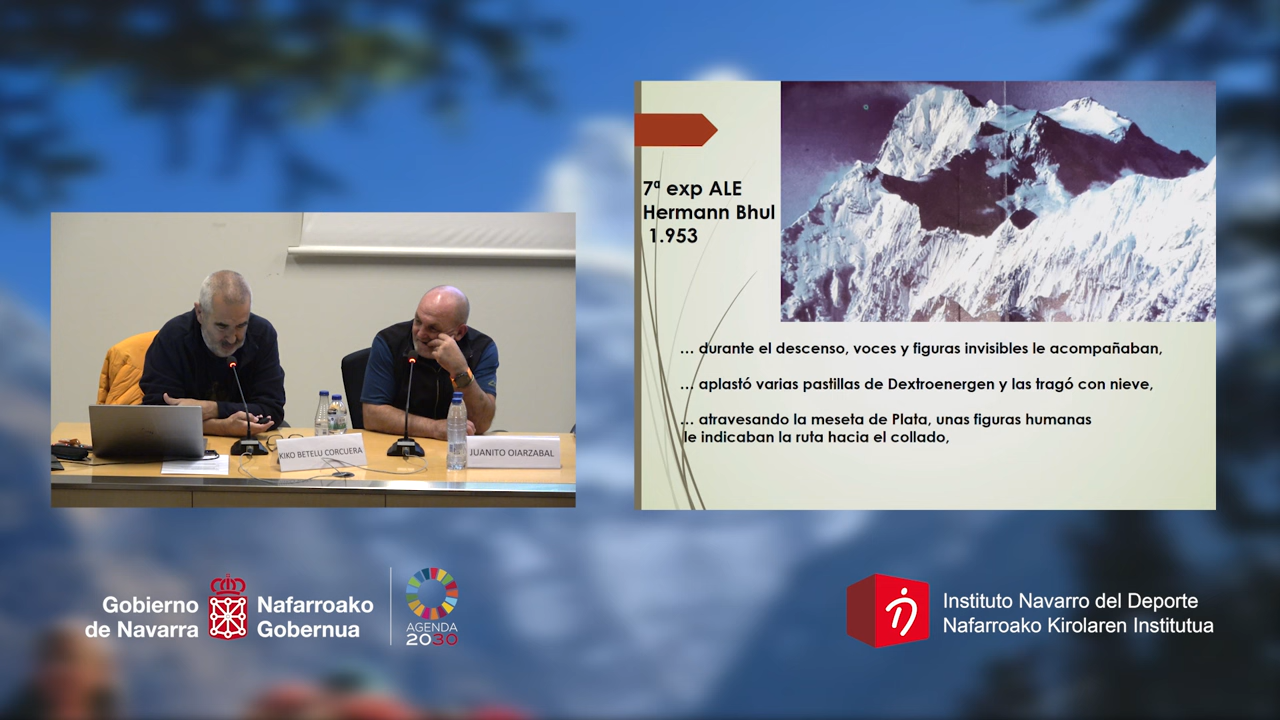 7ª exp ALE
Hermann Bhul
1.953
... durante el descenso, voces y figuras invisibles le acompañaban,
... aplastó varias pastillas de Dextroenergen y las tragó con nieve,
... atravesando la meseta de Plata, unas figuras humanas
le indicaban la ruta hacia el collado,
KIKO BETELU CORCUERA
JUANITO OIARZABAL
Gobierno
de Navarra
Nafarroako
Gobernua
AGENDA
2030
Instituto Navarro del Deporte
Nafarroako Kirolaren Institutua